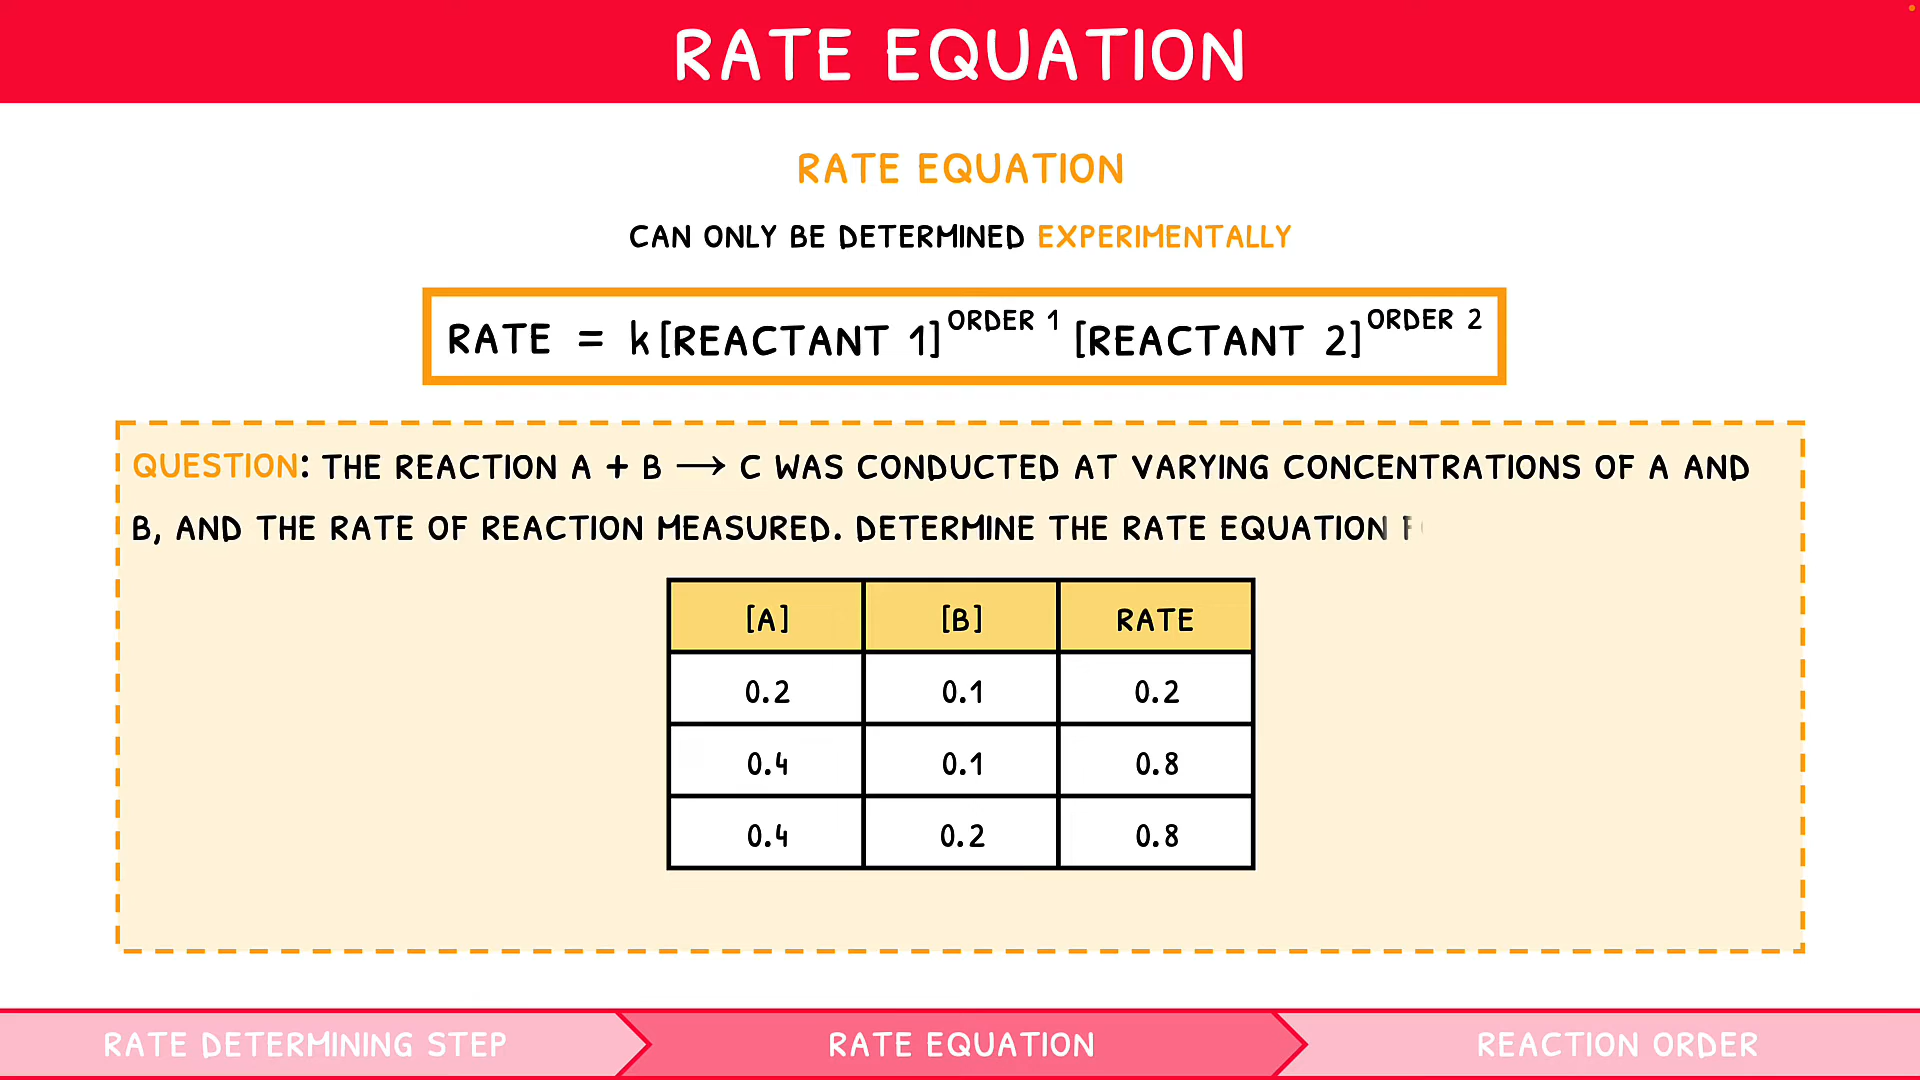 RATE EQUATION
RATE EQUATION
CAN ONLY BE DETERMINED EXPERIMENTALLY
RATE = k[REACTANT 1]^ORDER 1 [REACTANT 2]^ORDER 2
QUESTION: THE REACTION A + B ⟶ C WAS CONDUCTED AT VARYING CONCENTRATIONS OF A AND
B, AND THE RATE OF REACTION MEASURED. DETERMINE THE RATE EQUATION
[A] [B] RATE
0.2 0.1 0.2
0.4 0.1 0.8
0.4 0.2 0.8
RATE DETERMINING STEP RATE EQUATION REACTION ORDER